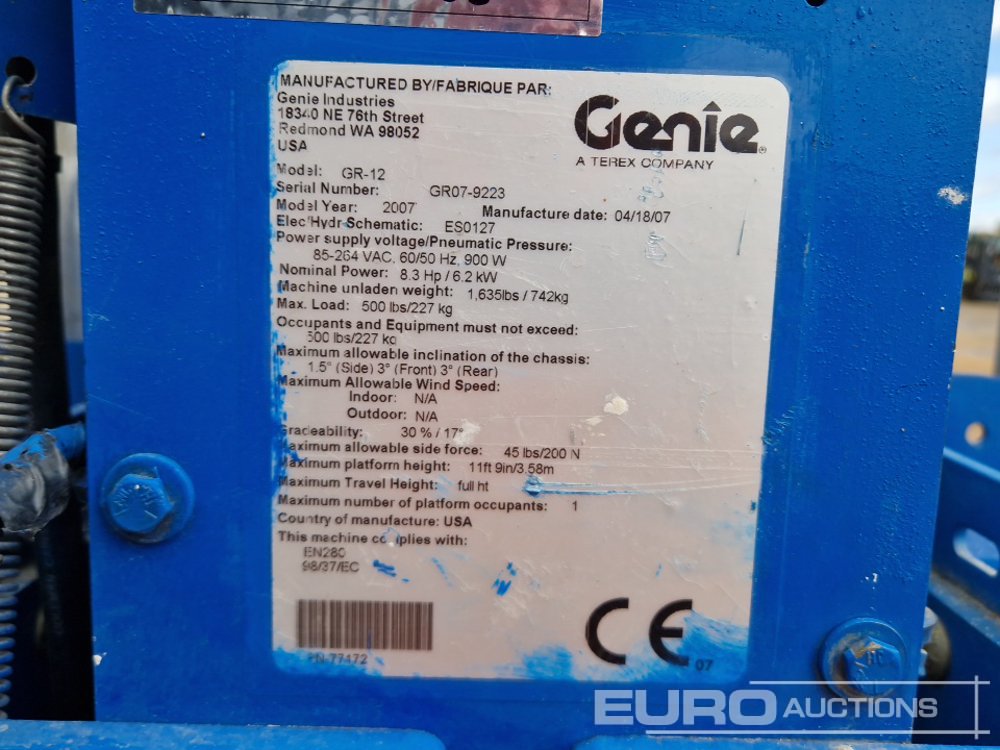 MANUFACTURED BY/FABRIQUE PAR:
Genie Industries
18340 NE 76th Street
Redmond WA 98052
USA
Genie
A TEREX COMPANY
Model: GR-12
Serial Number: GR07-9223
Model Year: 2007 Manufacture date: 04/18/07
Elec/Hydr Schematic: ES0127
Power supply voltage/Pneumatic Pressure:
85-264 VAC, 60/50 Hz, 900 W
Nominal Power: 8.3 Hp / 6.2 kW
Machine unladen weight: 1,635lbs / 742kg
Max. Load: 500 lbs/227 kg
Occupants and Equipment must not exceed:
500 lbs/227 kg
Maximum allowable inclination of the chassis:
1.5° (Side) 3° (Front) 3° (Rear)
Maximum Allowable Wind Speed:
Indoor: N/A
Outdoor: N/A
Gradeability: 30 % / 17°
Maximum allowable side force: 45 lbs/200 N
Maximum platform height: 11ft 9in/3.58m
Maximum Travel Height: full ht
Maximum number of platform occupants: 1
Country of manufacture: USA
This machine complies with:
EN280
98/37/EC
PN-77172
CE
07
EURO AUCTIONS